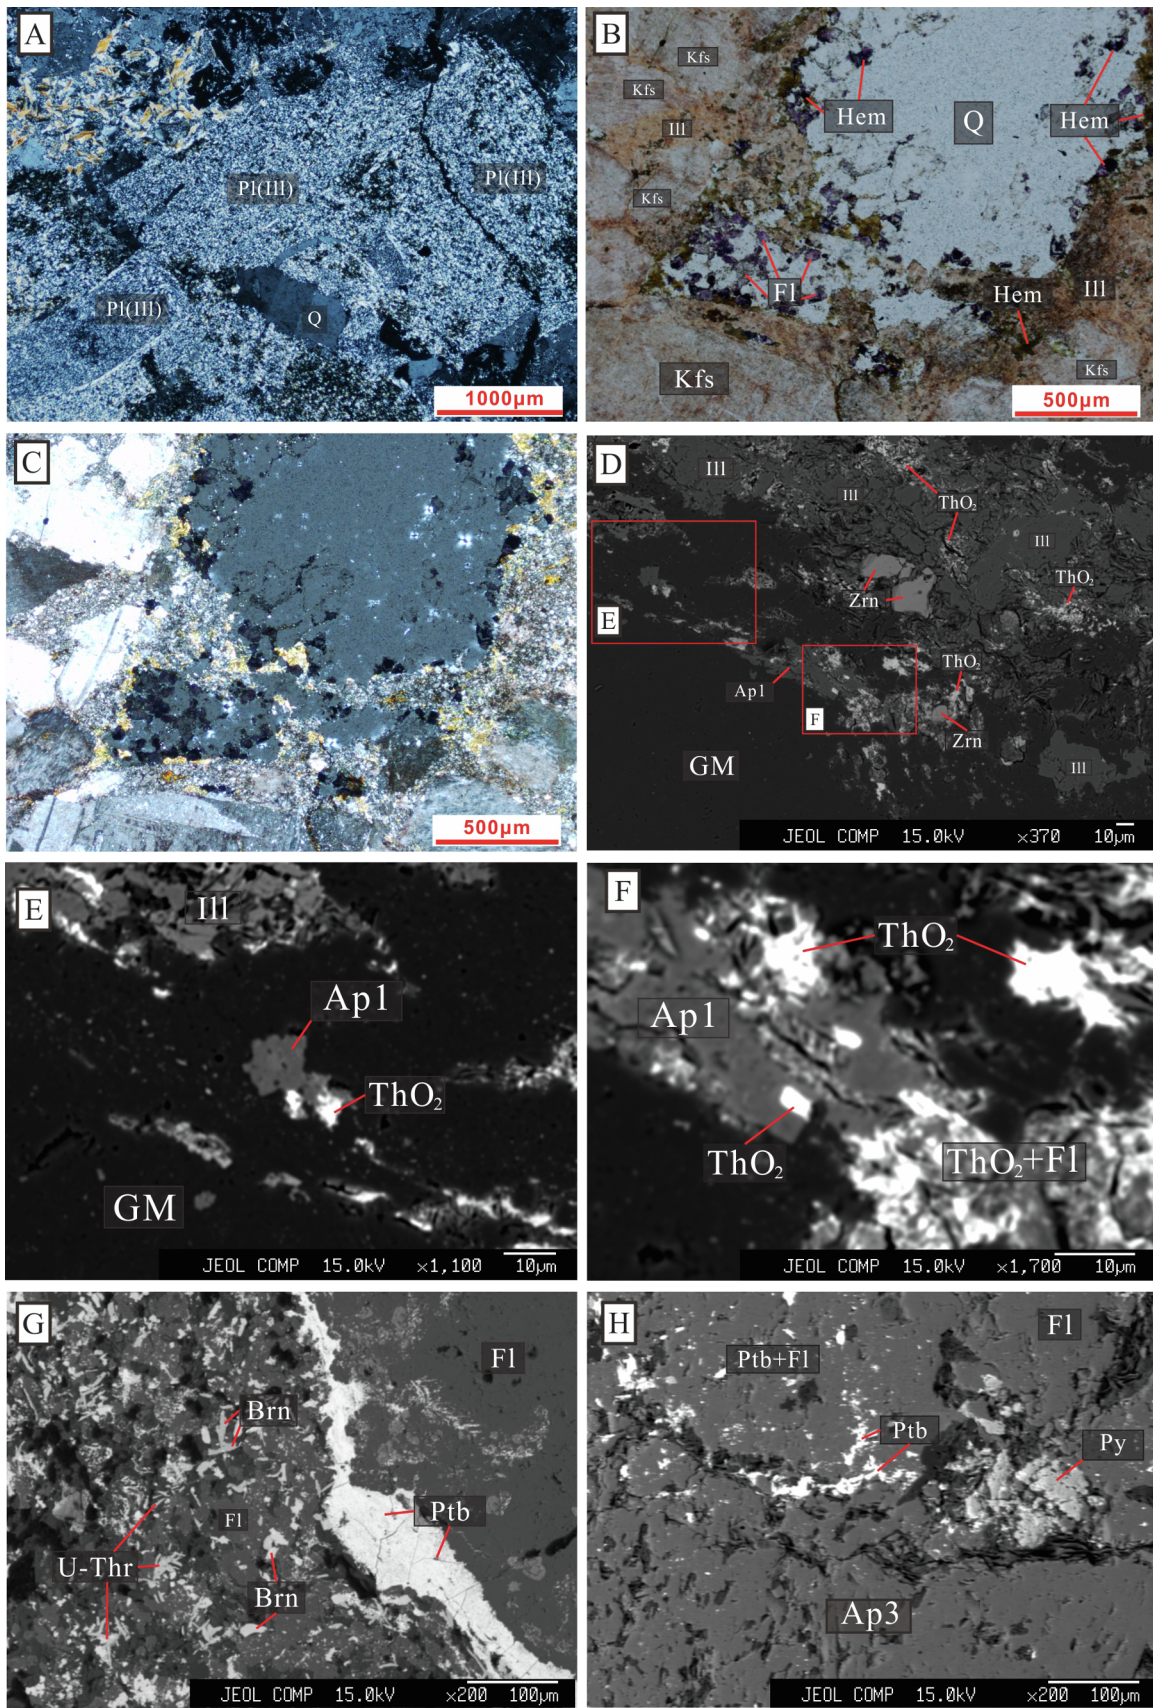 A
Pl(Ill)
Pl(Ill)
Pl(Ill)
Q
1000μm
B
Kfs
Kfs
Hem
Q
Hem
Ill
Kfs
Fl
Hem
Ill
Kfs
Kfs
500μm
C
500μm
D
Ill
Ill
ThO₂
Ill
ThO₂
Zrn
E
ThO₂
Ap1
F
Zrn
GM
Ill
JEOL COMP 15.0kV ×370 10μm
E
Ill
Ap1
ThO₂
GM
JEOL COMP 15.0kV ×1,100 10μm
F
ThO₂
Ap1
ThO₂
ThO₂+Fl
JEOL COMP 15.0kV ×1,700 10μm
G
Fl
Brn
Ptb
Fl
U-Thr
Brn
JEOL COMP 15.0kV ×200 100μm
H
Fl
Ptb+Fl
Ptb
Py
Ap3
JEOL COMP 15.0kV ×200 100μm